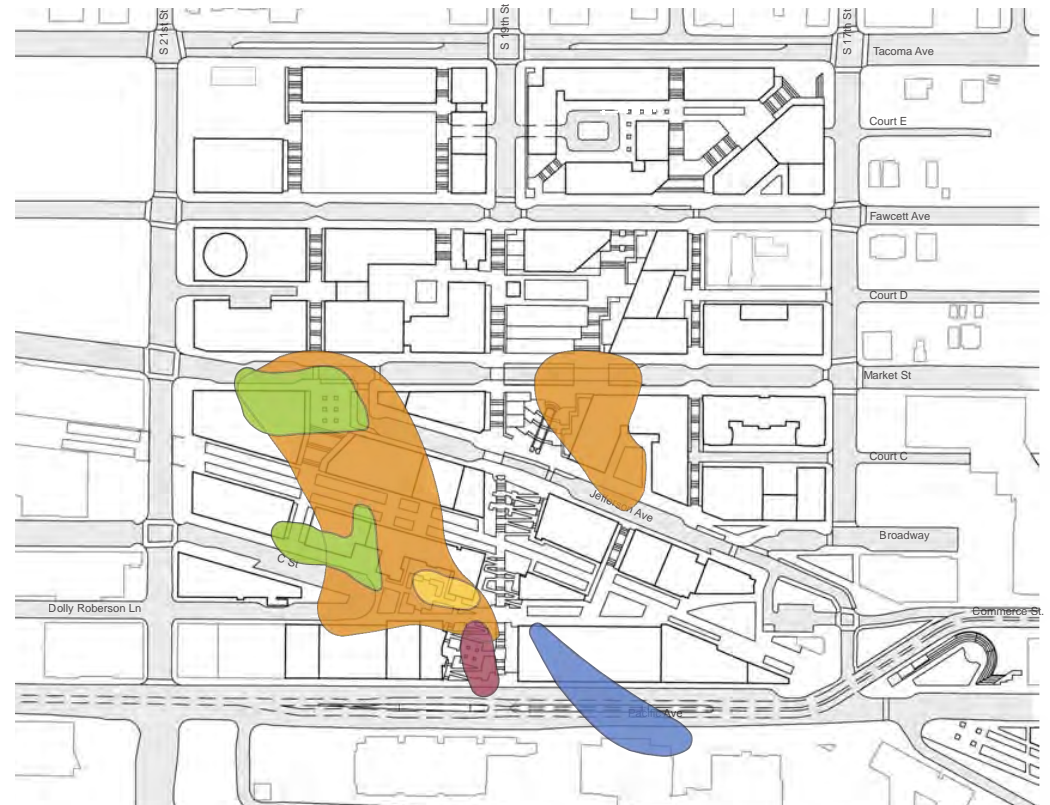 S 21st St
S 19th St
S 17th St
Tacoma Ave
Court E
Fawcett Ave
Court D
Market St
Court C
Jefferson Ave
Broadway
C St
Dolly Roberson Ln
Commerce St.
Pacific Ave